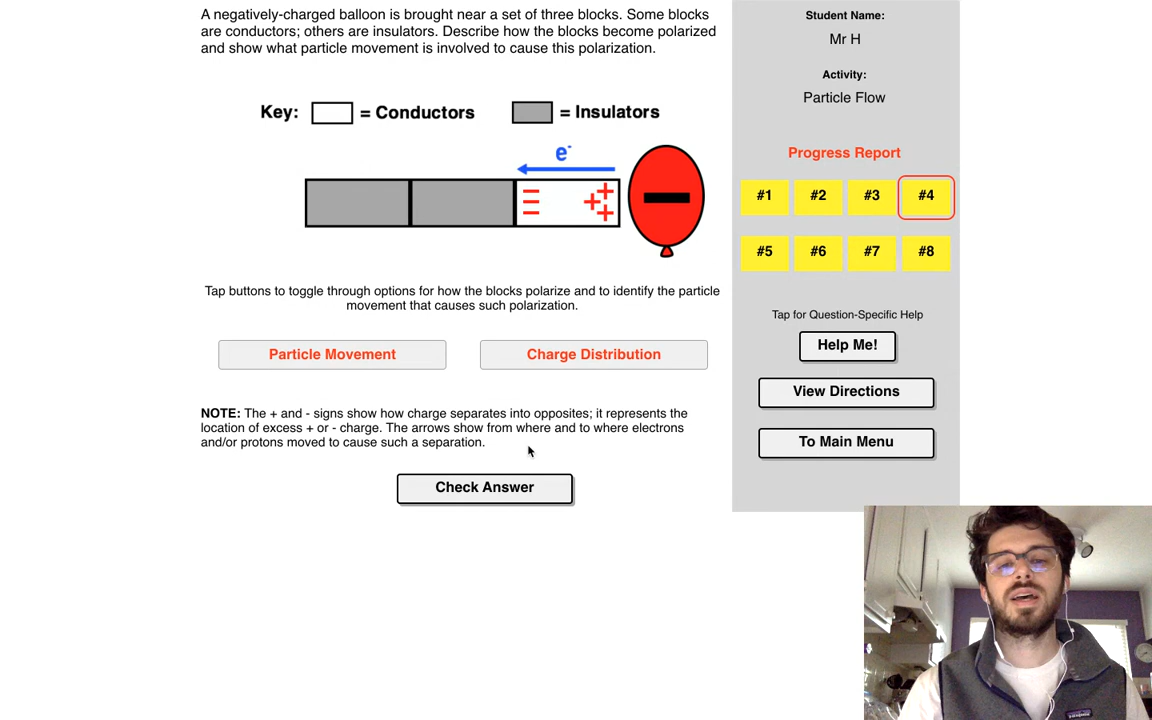 A negatively-charged balloon is brought near a set of three blocks. Some blocks
are conductors; others are insulators. Describe how the blocks become polarized
and show what particle movement is involved to cause this polarization.
Key: = Conductors = Insulators
e-
Tap buttons to toggle through options for how the blocks polarize and to identify the particle
movement that causes such polarization.
Particle Movement
Charge Distribution
NOTE: The + and - signs show how charge separates into opposites; it represents the
location of excess + or - charge. The arrows show from where and to where electrons
and/or protons moved to cause such a separation.
Check Answer
Student Name:
Mr H
Activity:
Particle Flow
Progress Report
#1 #2 #3 #4
#5 #6 #7 #8
Tap for Question-Specific Help
Help Me!
View Directions
To Main Menu